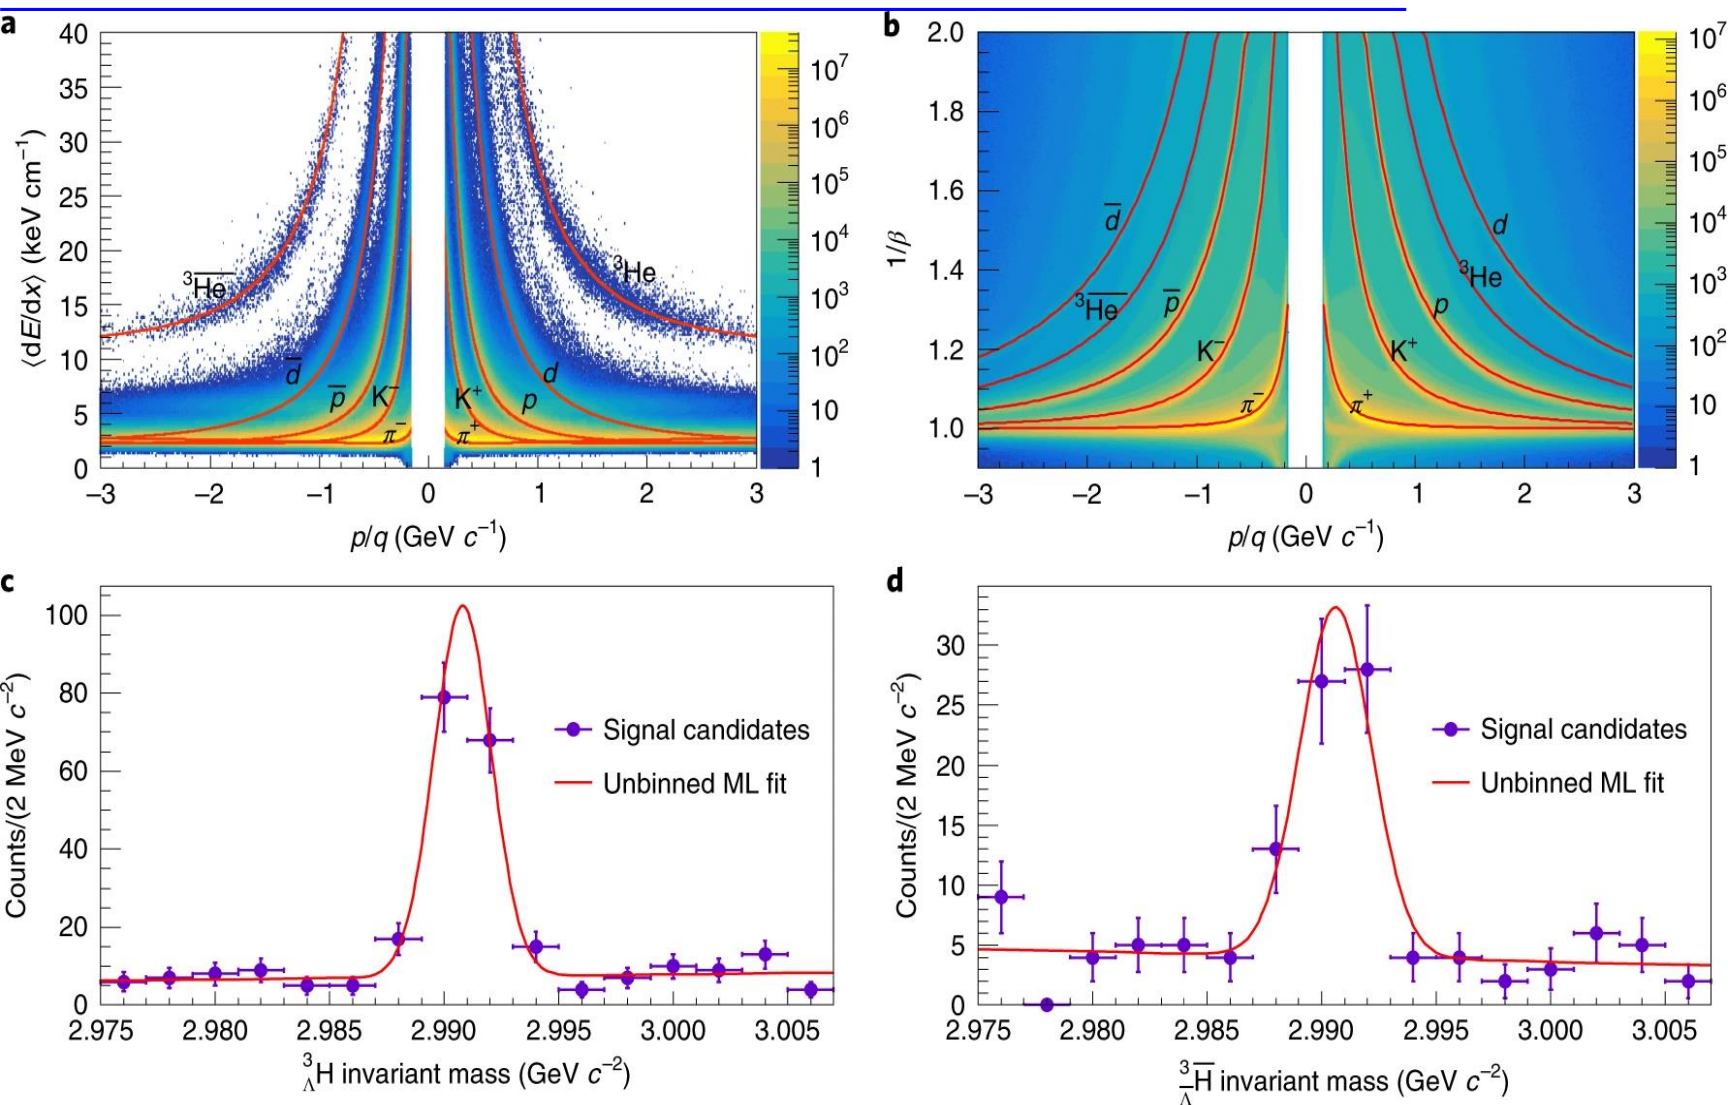 a
40
35
30
25
20
15
10
5
0
⟨dE/dx⟩ (keV cm⁻¹)
³H̅e̅
³He
d̅
p̅
K⁻
π⁻
K⁺
π⁺
p
d
–3 –2 –1 0 1 2 3
p/q (GeV c⁻¹)
10⁷
10⁶
10⁵
10⁴
10³
10²
10
1
b
2.0
1.8
1.6
1.4
1.2
1.0
1/β
d̅
³H̅e̅
p̅
K⁻
π⁻
π⁺
K⁺
p
³He
d
–3 –2 –1 0 1 2 3
p/q (GeV c⁻¹)
10⁷
10⁶
10⁵
10⁴
10³
10²
10
1
c
100
80
60
40
20
0
Counts/(2 MeV c⁻²)
Signal candidates
Unbinned ML fit
2.975 2.980 2.985 2.990 2.995 3.000 3.005
³ΛH invariant mass (GeV c⁻²)
d
30
25
20
15
10
5
0
Counts/(2 MeV c⁻²)
Signal candidates
Unbinned ML fit
2.975 2.980 2.985 2.990 2.995 3.000 3.005
³Λ̅H̅ invariant mass (GeV c⁻²)